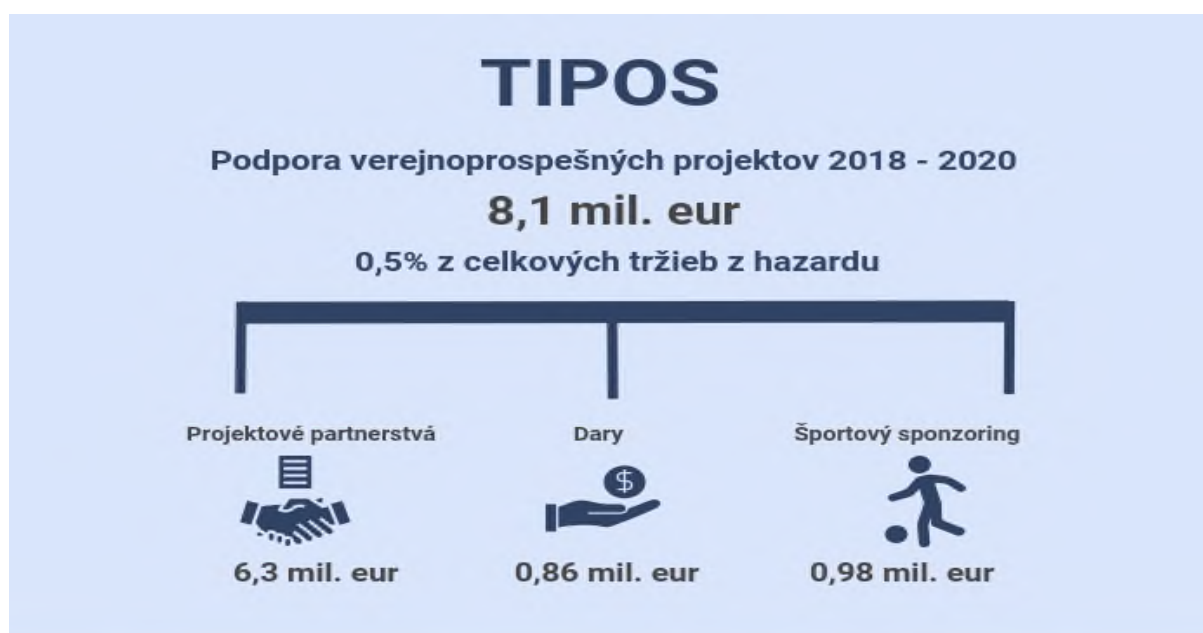 TIPOS
Podpora verejnoprospešných projektov 2018 - 2020
8,1 mil. eur
0,5% z celkových tržieb z hazardu
Projektové partnerstvá
Dary
Športový sponzoring
$
6,3 mil. eur
0,86 mil. eur
0,98 mil. eur